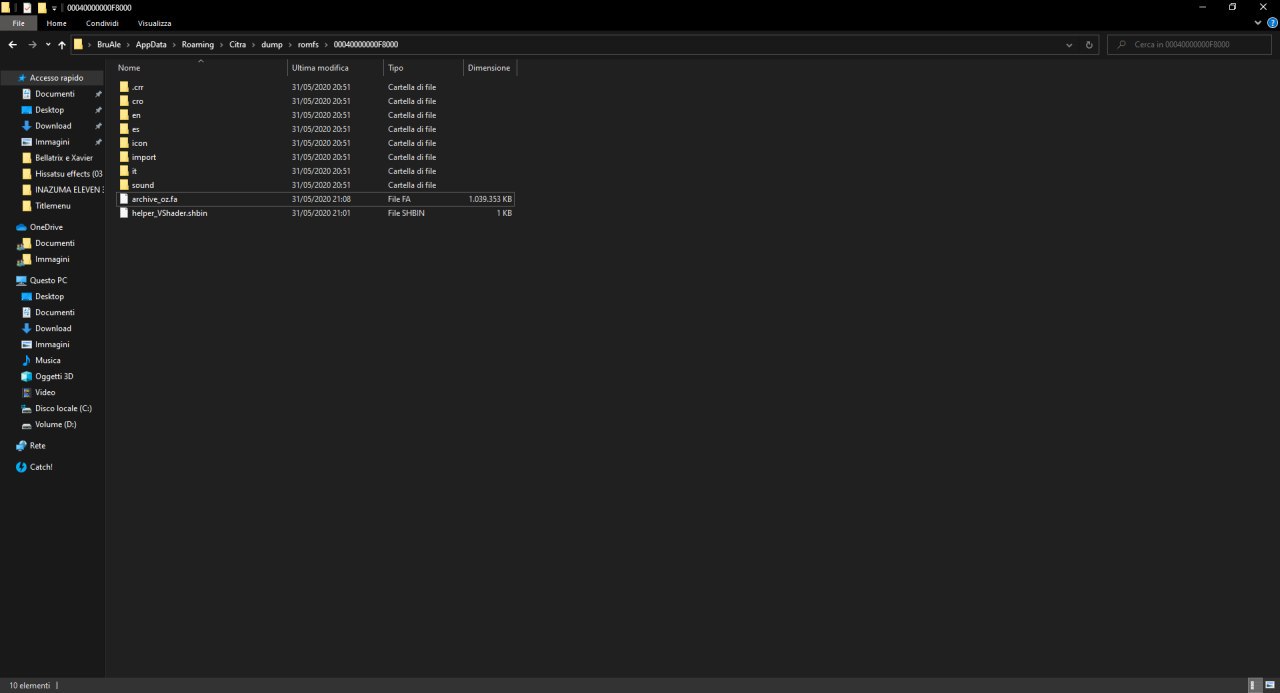 00040000000F8000
File Home Condividi Visualizza
BruAle Appdata Roaming Citra dump romfs 00040000000F8000 Cerca in 00040000000F8000
Nome Ultima modifica Tipo Dimensione
Accesso rapido
Documenti
Desktop
Download
Immagini
Bellatrix e Xavier
Hissatsu effects (03
INAZUMA ELEVEN 3
Titlemenu
OneDrive
Documenti
Immagini
Questo PC
Desktop
Documenti
Download
Immagini
Musica
Oggetti 3D
Video
Disco locale (C:)
Volume (D:)
Rete
Catch!
.crr 31/05/2020 20:51 Cartella di file
cro 31/05/2020 20:51 Cartella di file
en 31/05/2020 20:51 Cartella di file
es 31/05/2020 20:51 Cartella di file
icon 31/05/2020 20:51 Cartella di file
import 31/05/2020 20:51 Cartella di file
it 31/05/2020 20:51 Cartella di file
sound 31/05/2020 20:51 Cartella di file
archive_oz.fa 31/05/2020 21:08 File FA 1.039.353 KB
helper_VShader.shbin 31/05/2020 21:01 File SHBIN 1 KB
10 elementi